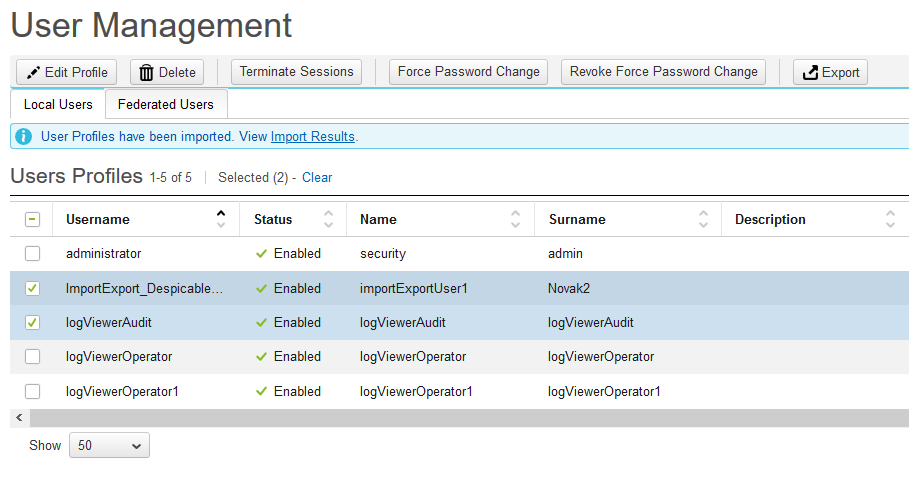 User Management
Edit Profile Delete Terminate Sessions Force Password Change Revoke Force Password Change Export
Local Users Federated Users
User Profiles have been imported. View Import Results.
Users Profiles 1-5 of 5 Selected (2) - Clear
Username Status Name Surname Description
administrator Enabled security admin
ImportExport_Despicable... Enabled importExportUser1 Novak2
logViewerAudit Enabled logViewerAudit logViewerAudit
logViewerOperator Enabled logViewerOperator logViewerOperator
logViewerOperator1 Enabled logViewerOperator1 logViewerOperator1
Show 50